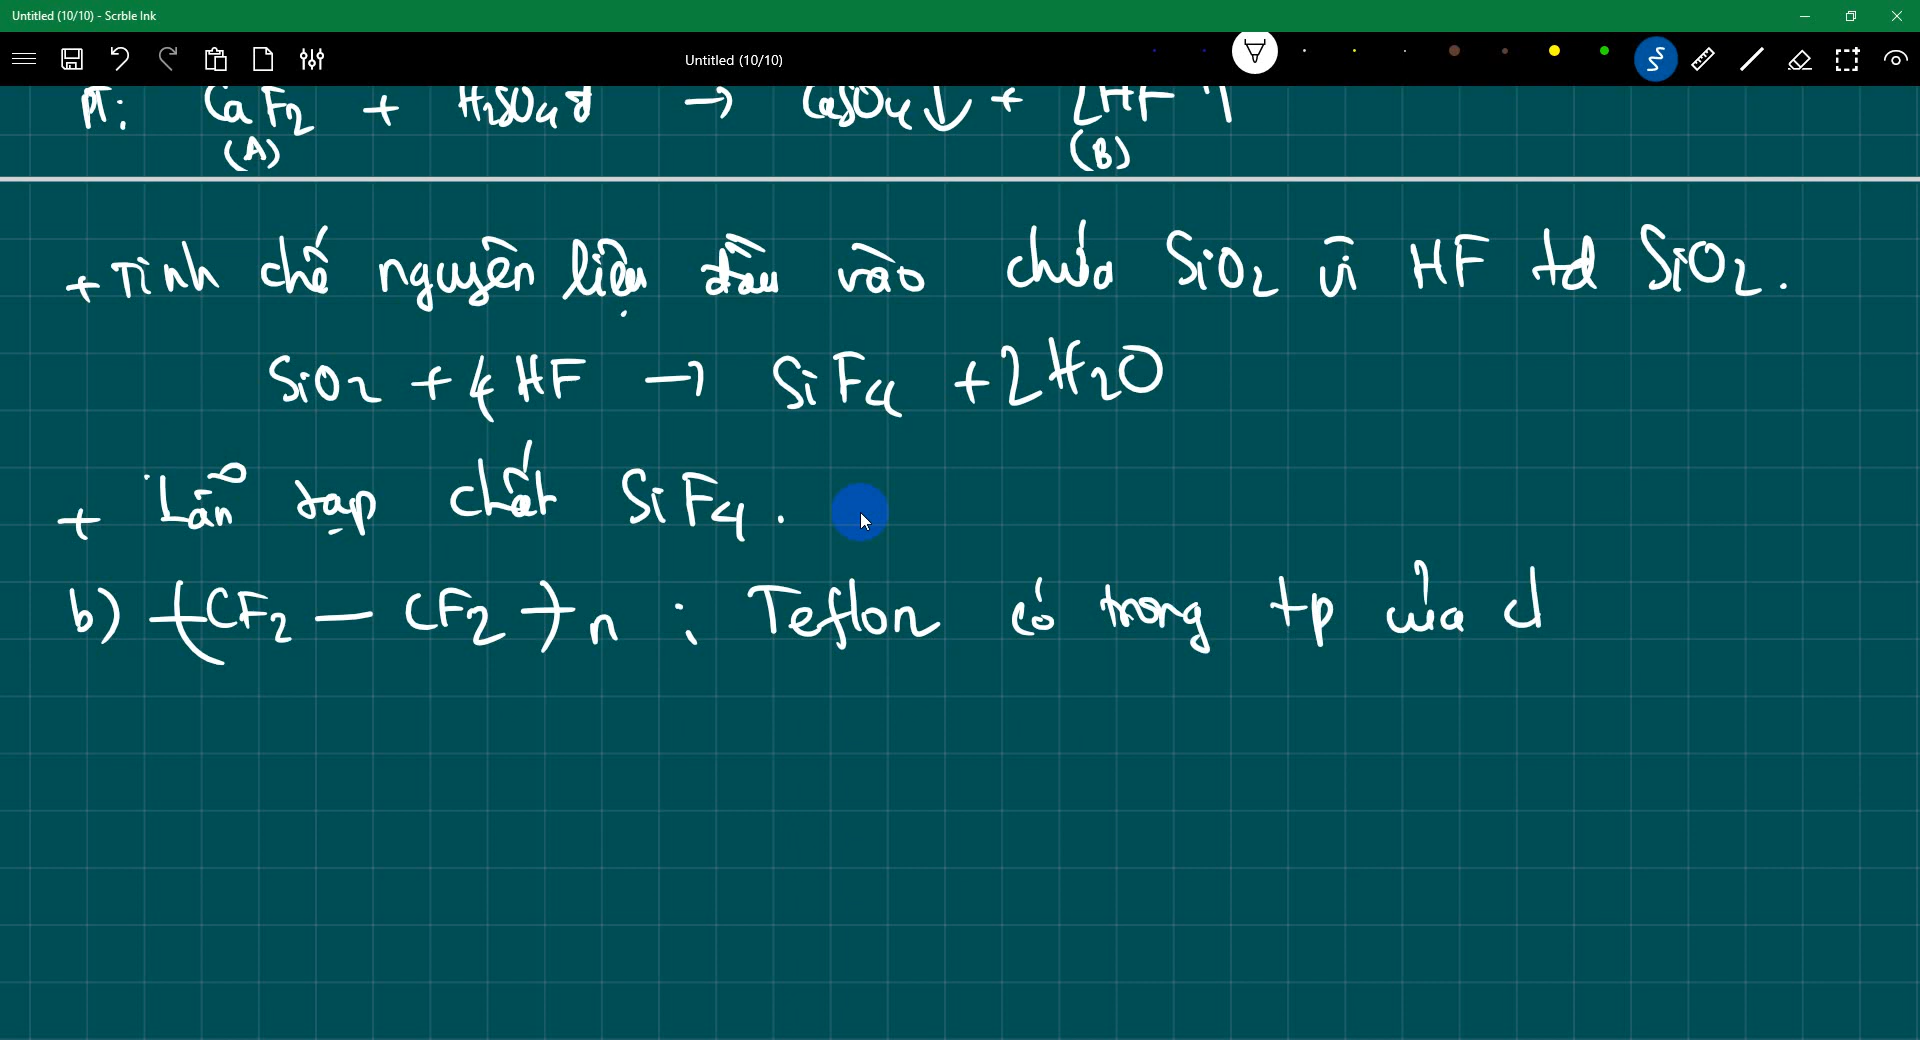 Untitled (10/10) - Scrble Ink
Untitled (10/10)
PT: CaF2 + H2SO4 đ → CaSO4↓ + 2HF↑
(A) (B)
+ Tinh chế nguyên liệu đầu vào chứa SiO2 vì HF td SiO2.
SiO2 + 4HF → SiF4 + 2H2O
+ Lẫn tạp chất SiF4.
b) (CF2 — CF2)n : Teflon có trong tp của c